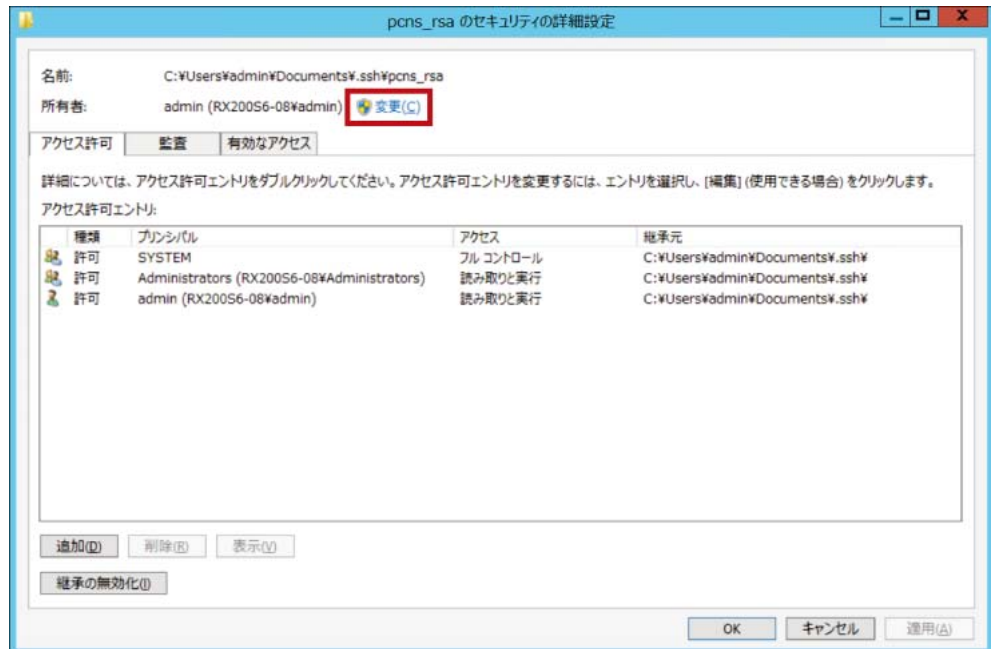 pcns_rsa のセキュリティの詳細設定
名前: C:¥Users¥admin¥Documents¥.ssh¥pcns_rsa
所有者: admin (RX200S6-08¥admin) 変更(C)
アクセス許可 監査 有効なアクセス
詳細については、アクセス許可エントリをダブルクリックしてください。アクセス許可エントリを変更するには、エントリを選択し、[編集] (使用できる場合) をクリックします。
アクセス許可エントリ:
種類 プリンシパル アクセス 継承元
許可 SYSTEM フル コントロール C:¥Users¥admin¥Documents¥.ssh¥
許可 Administrators (RX200S6-08¥Administrators) 読み取りと実行 C:¥Users¥admin¥Documents¥.ssh¥
許可 admin (RX200S6-08¥admin) 読み取りと実行 C:¥Users¥admin¥Documents¥.ssh¥
追加(D) 削除(R) 表示(V)
継承の無効化(I)
OK キャンセル 適用(A)